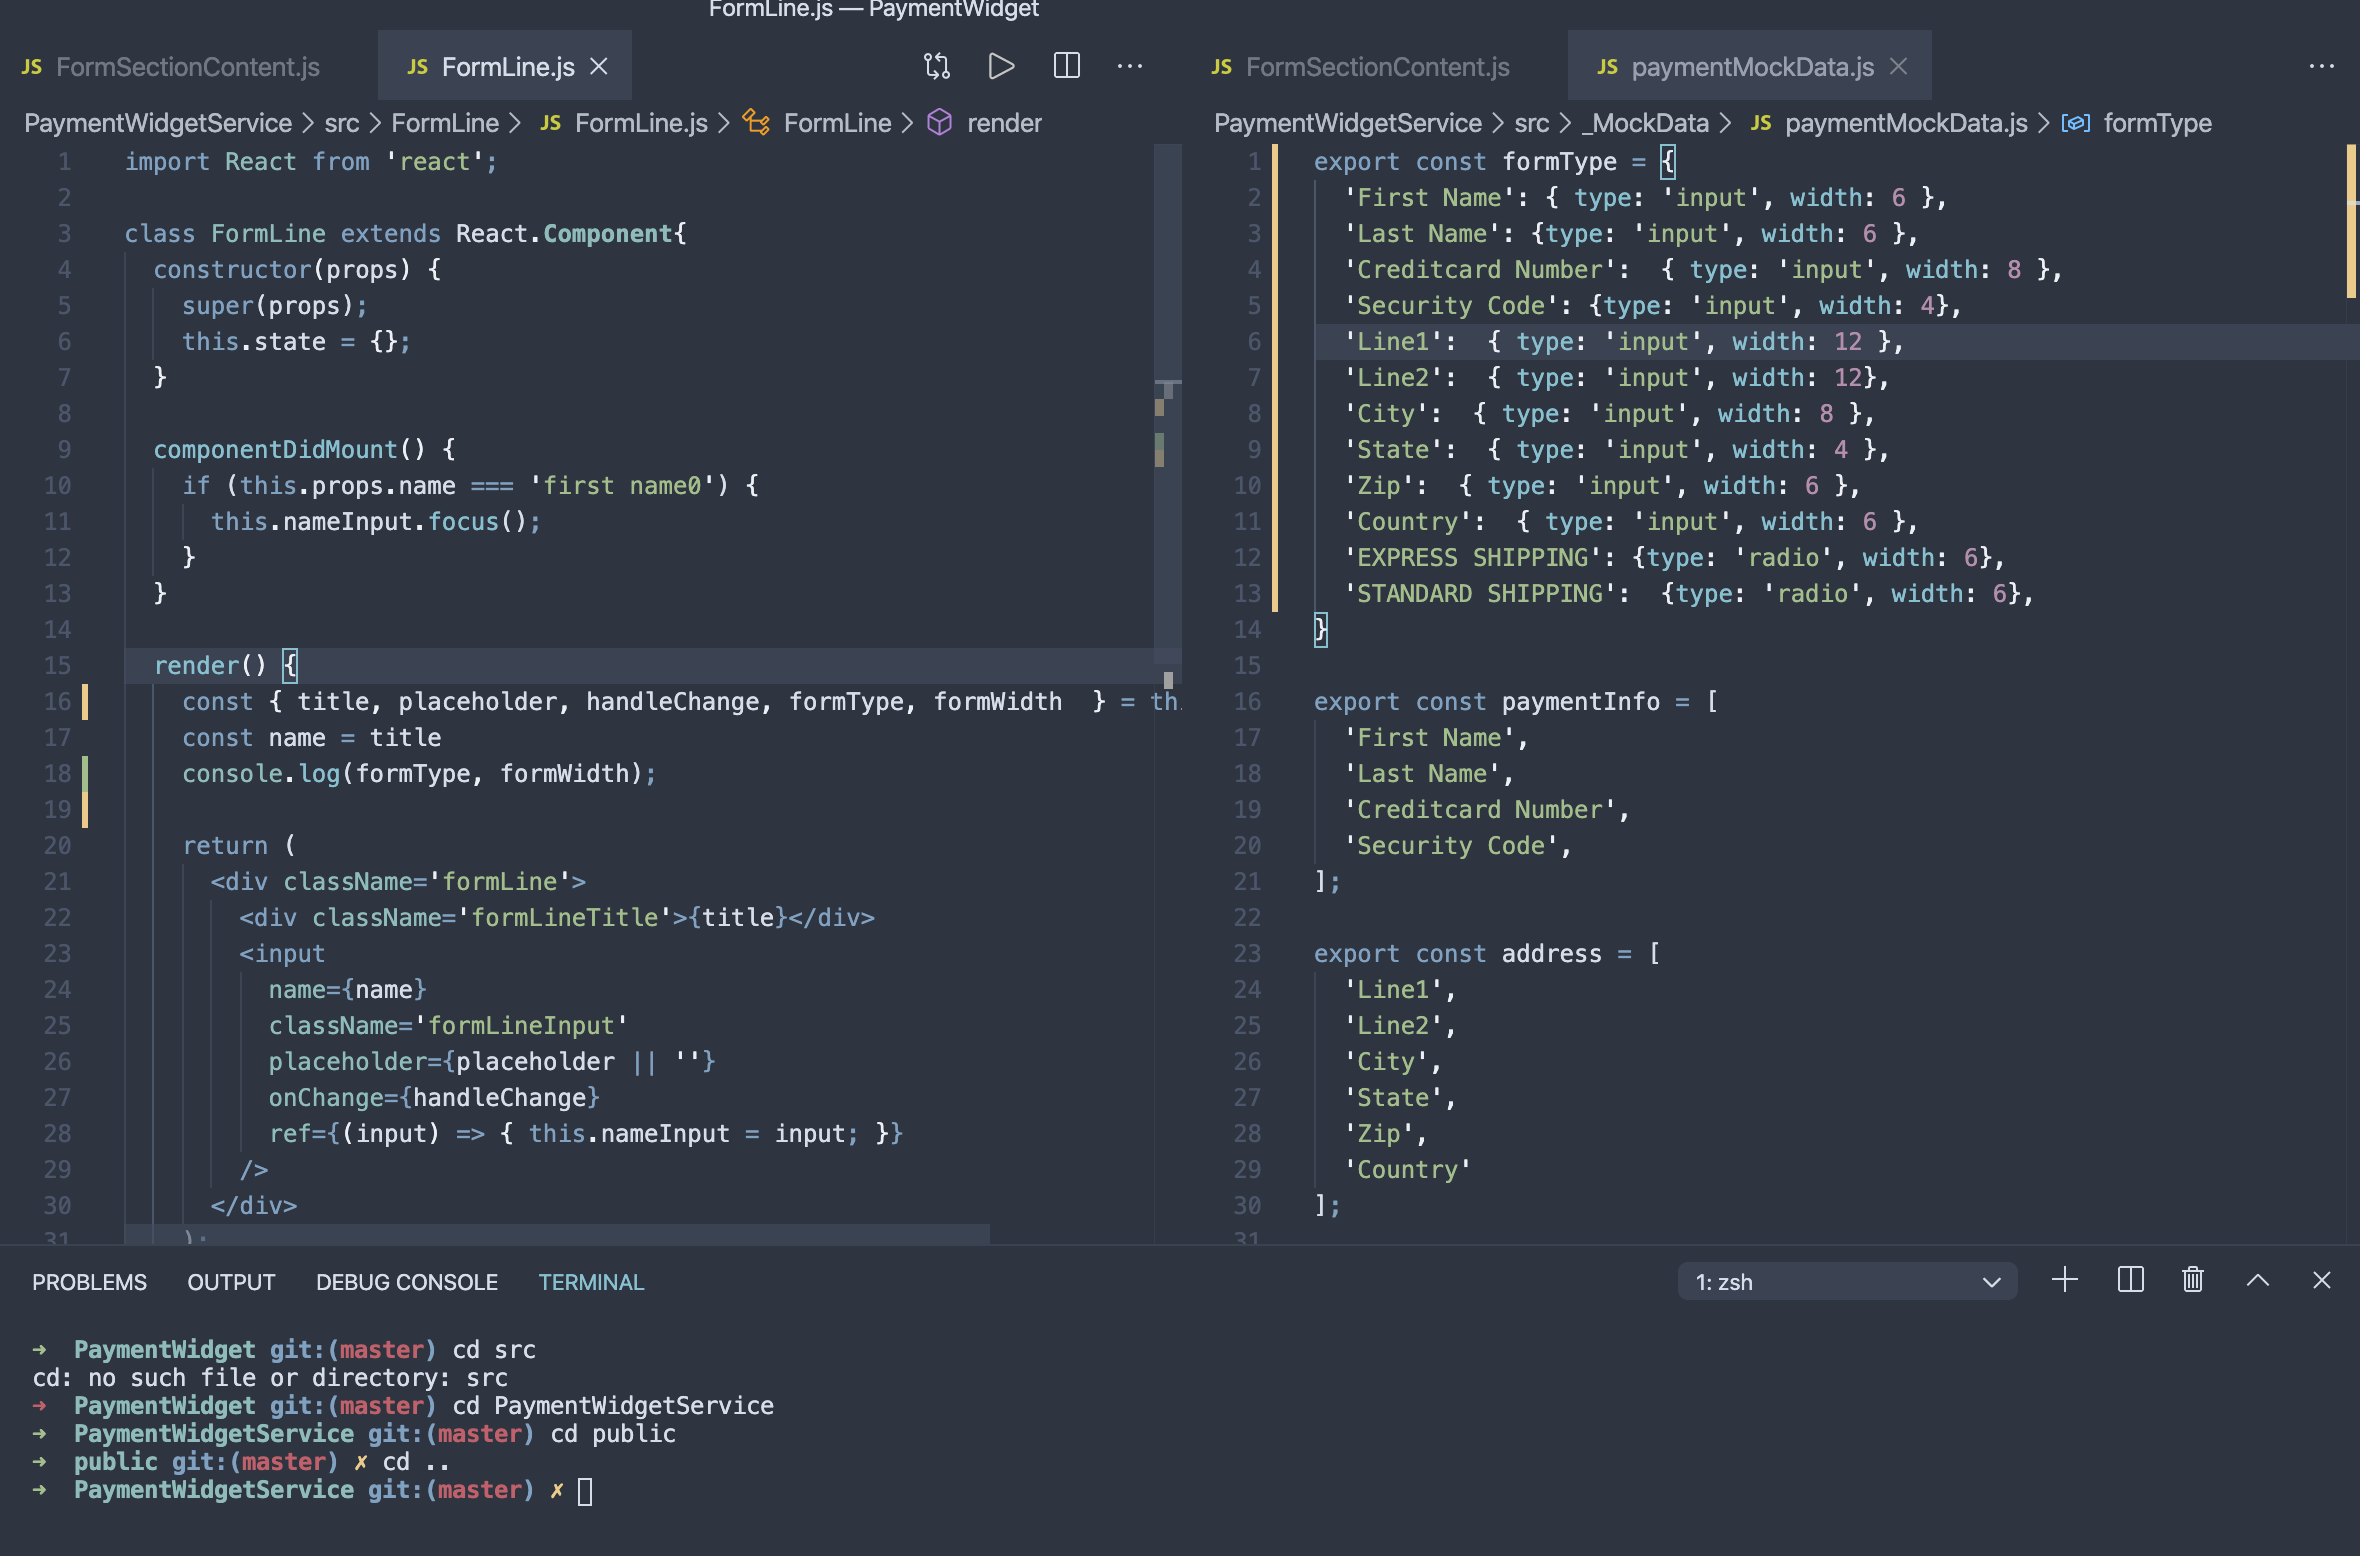 FormLine.js — PaymentWidget
JS FormSectionContent.js
JS FormLine.js
PaymentWidgetService > src > FormLine > JS FormLine.js > FormLine > render
1 import React from 'react';
2
3 class FormLine extends React.Component{
4 constructor(props) {
5 super(props);
6 this.state = {};
7 }
8
9 componentDidMount() {
10 if (this.props.name === 'first name0') {
11 this.nameInput.focus();
12 }
13 }
14
15 render() {
16 const { title, placeholder, handleChange, formType, formWidth } = th
17 const name = title
18 console.log(formType, formWidth);
19
20 return (
21 <div className='formLine'>
22 <div className='formLineTitle'>{title}</div>
23 <input
24 name={name}
25 className='formLineInput'
26 placeholder={placeholder || ''}
27 onChange={handleChange}
28 ref={(input) => { this.nameInput = input; }}
29 />
30 </div>
31 );
JS FormSectionContent.js
JS paymentMockData.js
PaymentWidgetService > src > _MockData > JS paymentMockData.js > formType
1 export const formType = {
2 'First Name': { type: 'input', width: 6 },
3 'Last Name': {type: 'input', width: 6 },
4 'Creditcard Number':  { type: 'input', width: 8 },
5 'Security Code': {type: 'input', width: 4},
6 'Line1':  { type: 'input', width: 12 },
7 'Line2':  { type: 'input', width: 12},
8 'City':  { type: 'input', width: 8 },
9 'State':  { type: 'input', width: 4 },
10 'Zip':  { type: 'input', width: 6 },
11 'Country':  { type: 'input', width: 6 },
12 'EXPRESS SHIPPING': {type: 'radio', width: 6},
13 'STANDARD SHIPPING':  {type: 'radio', width: 6},
14 }
15
16 export const paymentInfo = [
17 'First Name',
18 'Last Name',
19 'Creditcard Number',
20 'Security Code',
21 ];
22
23 export const address = [
24 'Line1',
25 'Line2',
26 'City',
27 'State',
28 'Zip',
29 'Country'
30 ];
31
PROBLEMS OUTPUT DEBUG CONSOLE TERMINAL 1: zsh
➜ PaymentWidget git:(master) cd src
cd: no such file or directory: src
➜ PaymentWidget git:(master) cd PaymentWidgetService
➜ PaymentWidgetService git:(master) cd public
➜ public git:(master) ✗ cd ..
➜ PaymentWidgetService git:(master) ✗